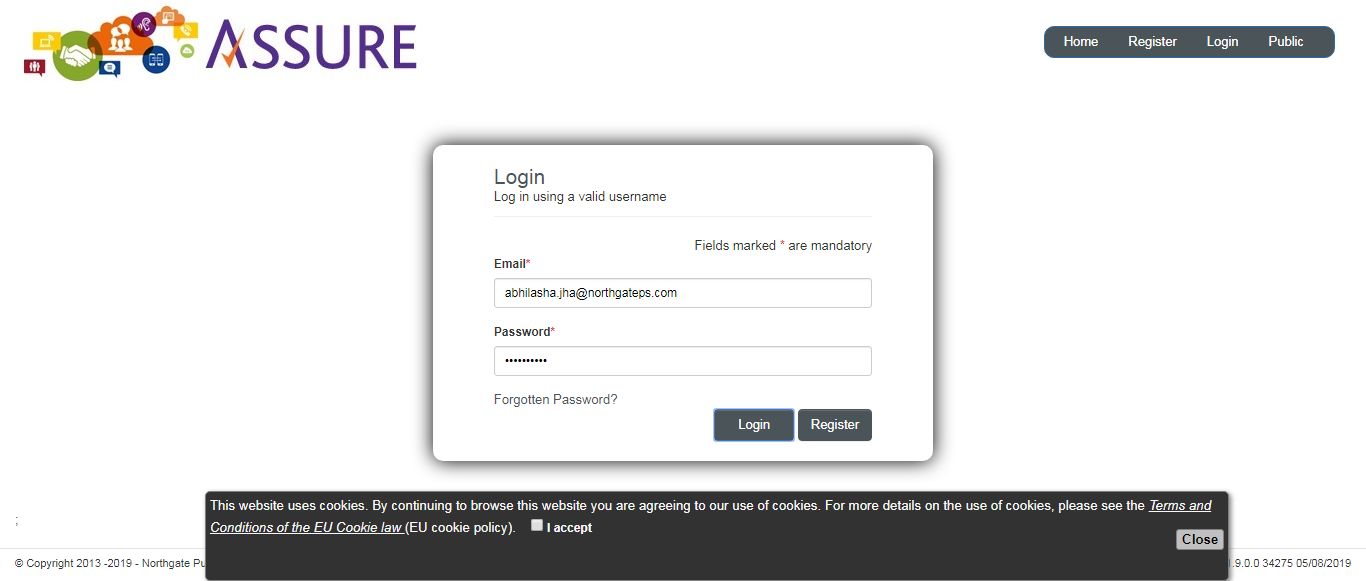 ASSURE
Home Register Login Public
Login
Log in using a valid username
Fields marked * are mandatory
Email*
abhilasha.jha@northgateps.com
Password*
••••••••••
Forgotten Password?
Login Register
This website uses cookies. By continuing to browse this website you are agreeing to our use of cookies. For more details on the use of cookies, please see the Terms and
Conditions of the EU Cookie law (EU cookie policy). I accept
;
Close
© Copyright 2013 -2019 - Northgate .9.0.0 34275 05/08/2019